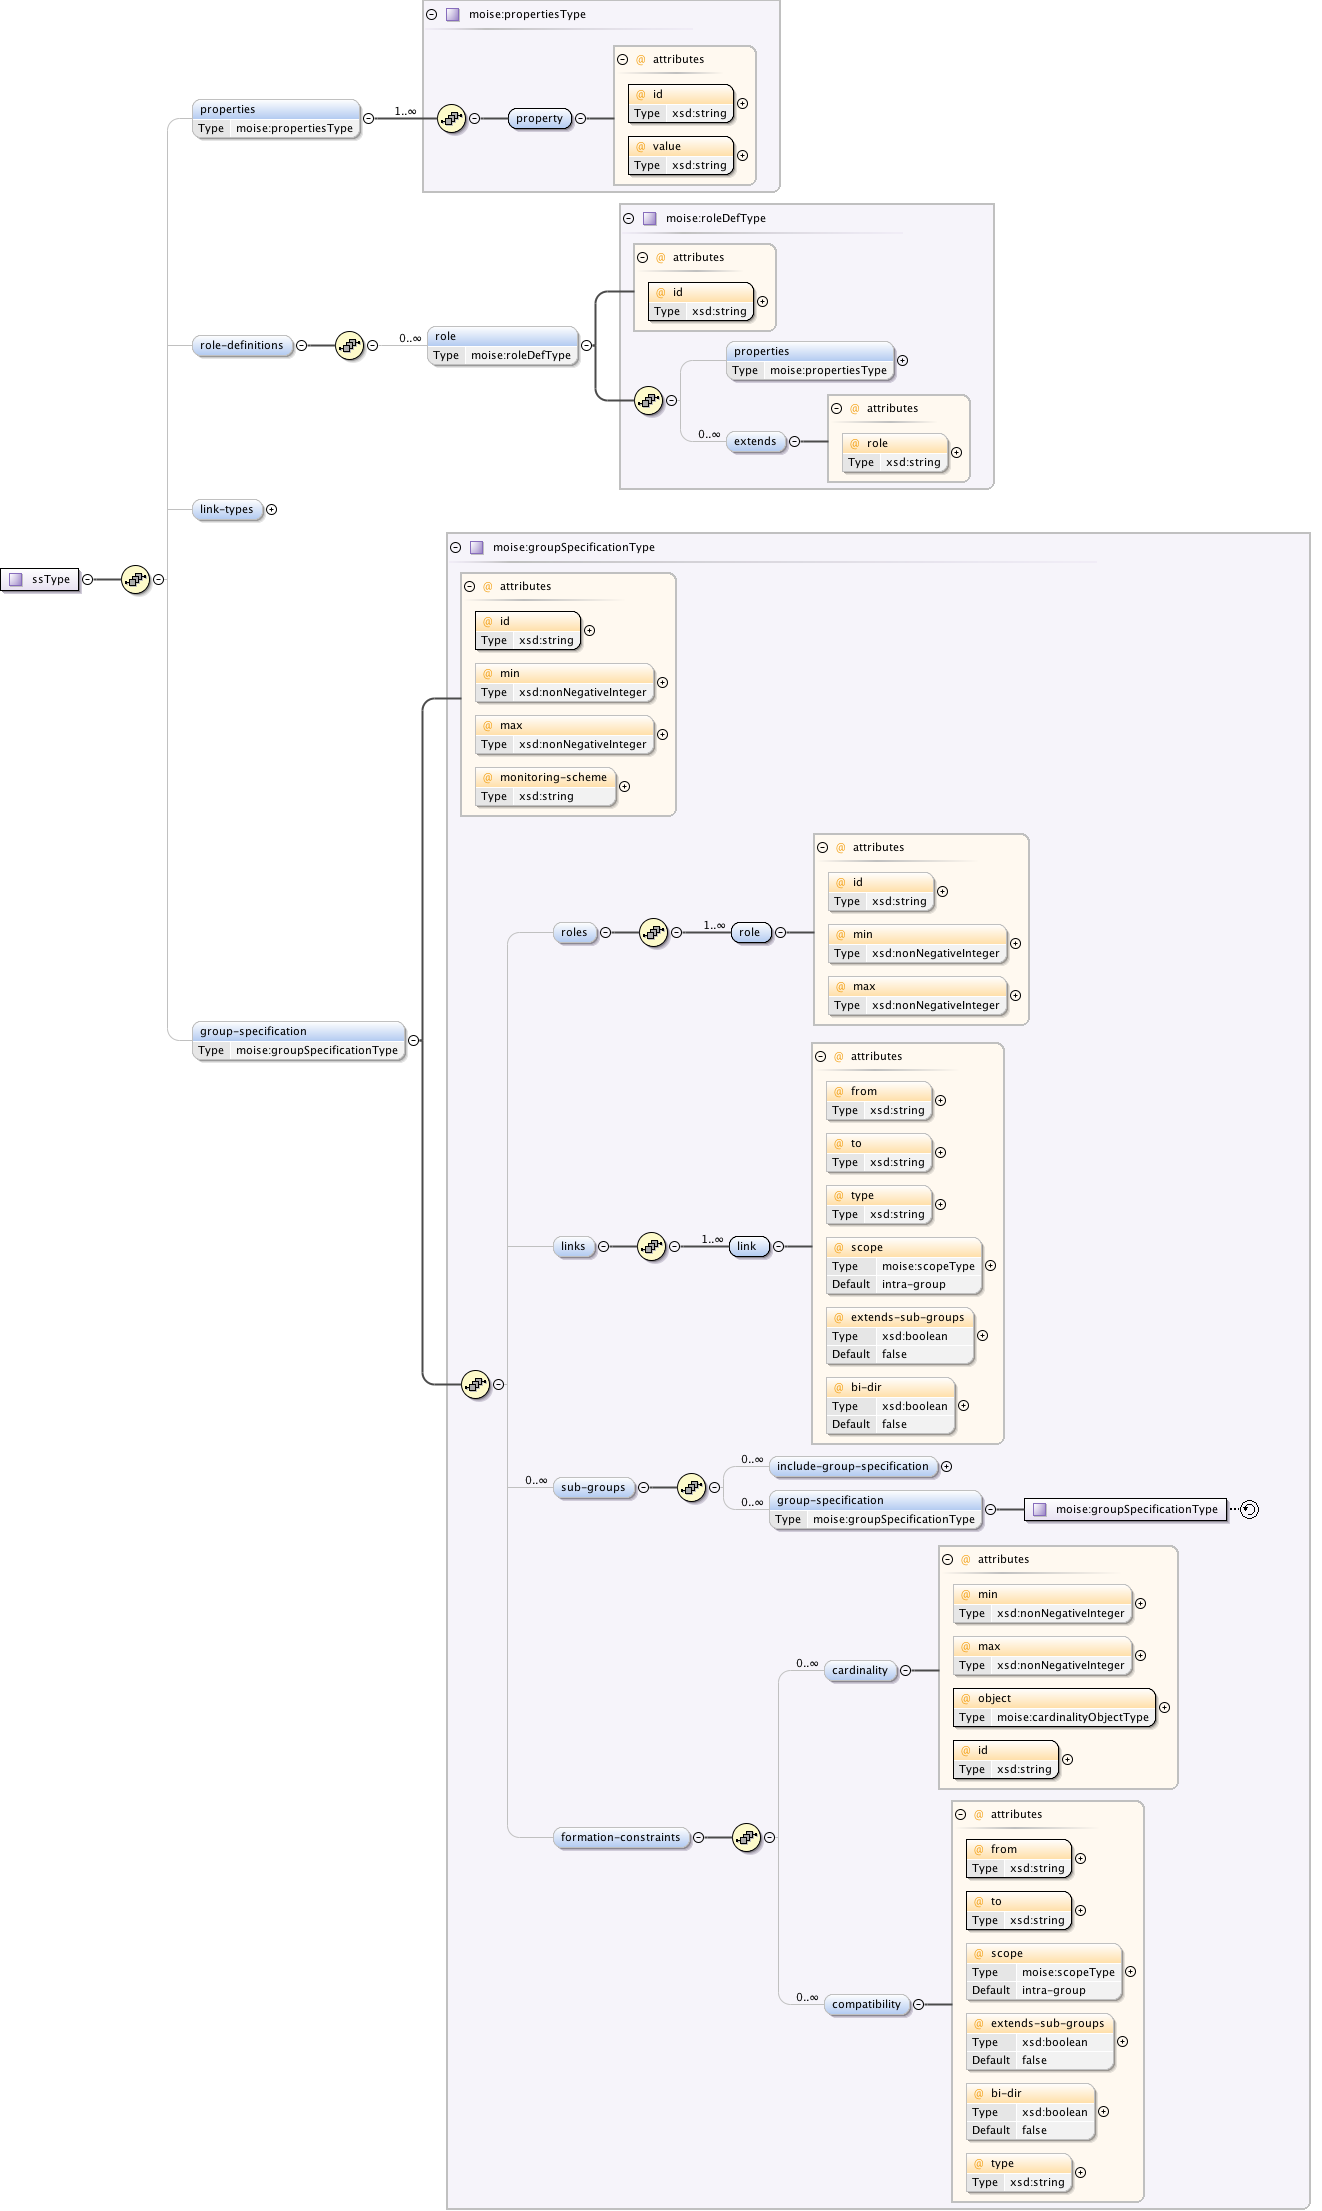 moise:propertiesType
@ attributes
@ id
Type xsd:string
properties
Type moise:propertiesType
1..∞
property
@ value
Type xsd:string
moise:roleDefType
@ attributes
@ id
Type xsd:string
role-definitions
0..∞
role
Type moise:roleDefType
properties
Type moise:propertiesType
0..∞
extends
@ attributes
@ role
Type xsd:string
link-types
ssType
moise:groupSpecificationType
@ attributes
@ id
Type xsd:string
@ min
Type xsd:nonNegativeInteger
@ max
Type xsd:nonNegativeInteger
@ monitoring-scheme
Type xsd:string
group-specification
Type moise:groupSpecificationType
roles
1..∞
role
@ attributes
@ id
Type xsd:string
@ min
Type xsd:nonNegativeInteger
@ max
Type xsd:nonNegativeInteger
links
1..∞
link
@ attributes
@ from
Type xsd:string
@ to
Type xsd:string
@ type
Type xsd:string
@ scope
Type moise:scopeType
Default intra-group
@ extends-sub-groups
Type xsd:boolean
Default false
@ bi-dir
Type xsd:boolean
Default false
0..∞
sub-groups
0..∞
include-group-specification
0..∞
group-specification
Type moise:groupSpecificationType
moise:groupSpecificationType
formation-constraints
0..∞
cardinality
@ attributes
@ min
Type xsd:nonNegativeInteger
@ max
Type xsd:nonNegativeInteger
@ object
Type moise:cardinalityObjectType
@ id
Type xsd:string
0..∞
compatibility
@ attributes
@ from
Type xsd:string
@ to
Type xsd:string
@ scope
Type moise:scopeType
Default intra-group
@ extends-sub-groups
Type xsd:boolean
Default false
@ bi-dir
Type xsd:boolean
Default false
@ type
Type xsd:string